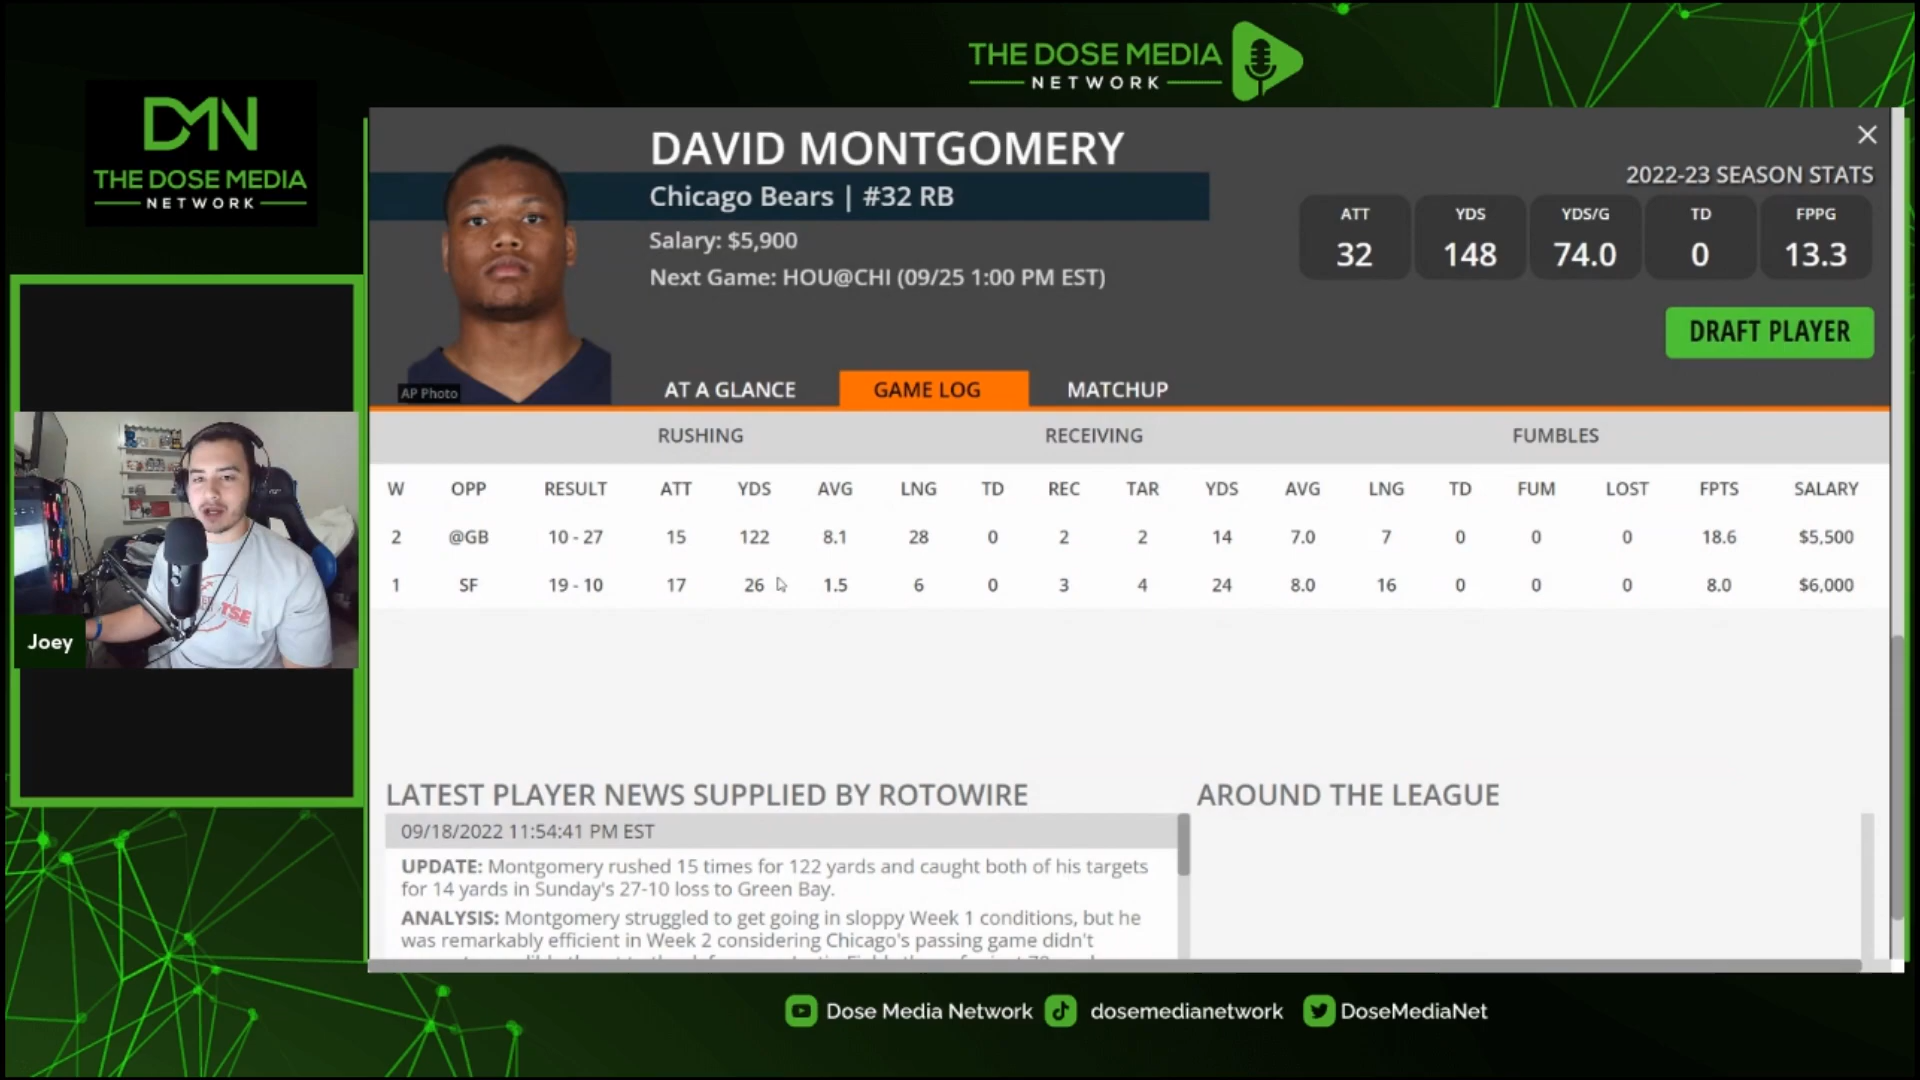 THE DOSE MEDIA
NETWORK
DMN
THE DOSE MEDIA
NETWORK
DAVID MONTGOMERY
Chicago Bears | #32 RB
Salary: $5,900
Next Game: HOU@CHI (09/25 1:00 PM EST)
2022-23 SEASON STATS
ATT YDS YDS/G TD FPPG
32 148 74.0 0 13.3
DRAFT PLAYER
AP Photo
AT A GLANCE GAME LOG MATCHUP
RUSHING RECEIVING FUMBLES
W OPP RESULT ATT YDS AVG LNG TD REC TAR YDS AVG LNG TD FUM LOST FPTS SALARY
2 @GB 10 - 27 15 122 8.1 28 0 2 2 14 7.0 7 0 0 0 18.6 $5,500
1 SF 19 - 10 17 26 1.5 6 0 3 4 24 8.0 16 0 0 0 8.0 $6,000
Joey
LATEST PLAYER NEWS SUPPLIED BY ROTOWIRE
AROUND THE LEAGUE
09/18/2022 11:54:41 PM EST
UPDATE: Montgomery rushed 15 times for 122 yards and caught both of his targets
for 14 yards in Sunday's 27-10 loss to Green Bay.
ANALYSIS: Montgomery struggled to get going in sloppy Week 1 conditions, but he
was remarkably efficient in Week 2 considering Chicago's passing game didn't
Dose Media Network dosemedianetwork DoseMediaNet